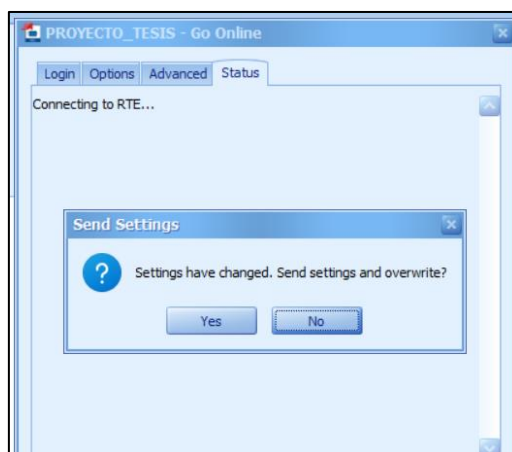 PROYECTO_TESIS - Go Online
Login Options Advanced Status
Connecting to RTE...
Send Settings
Settings have changed. Send settings and overwrite?
Yes No